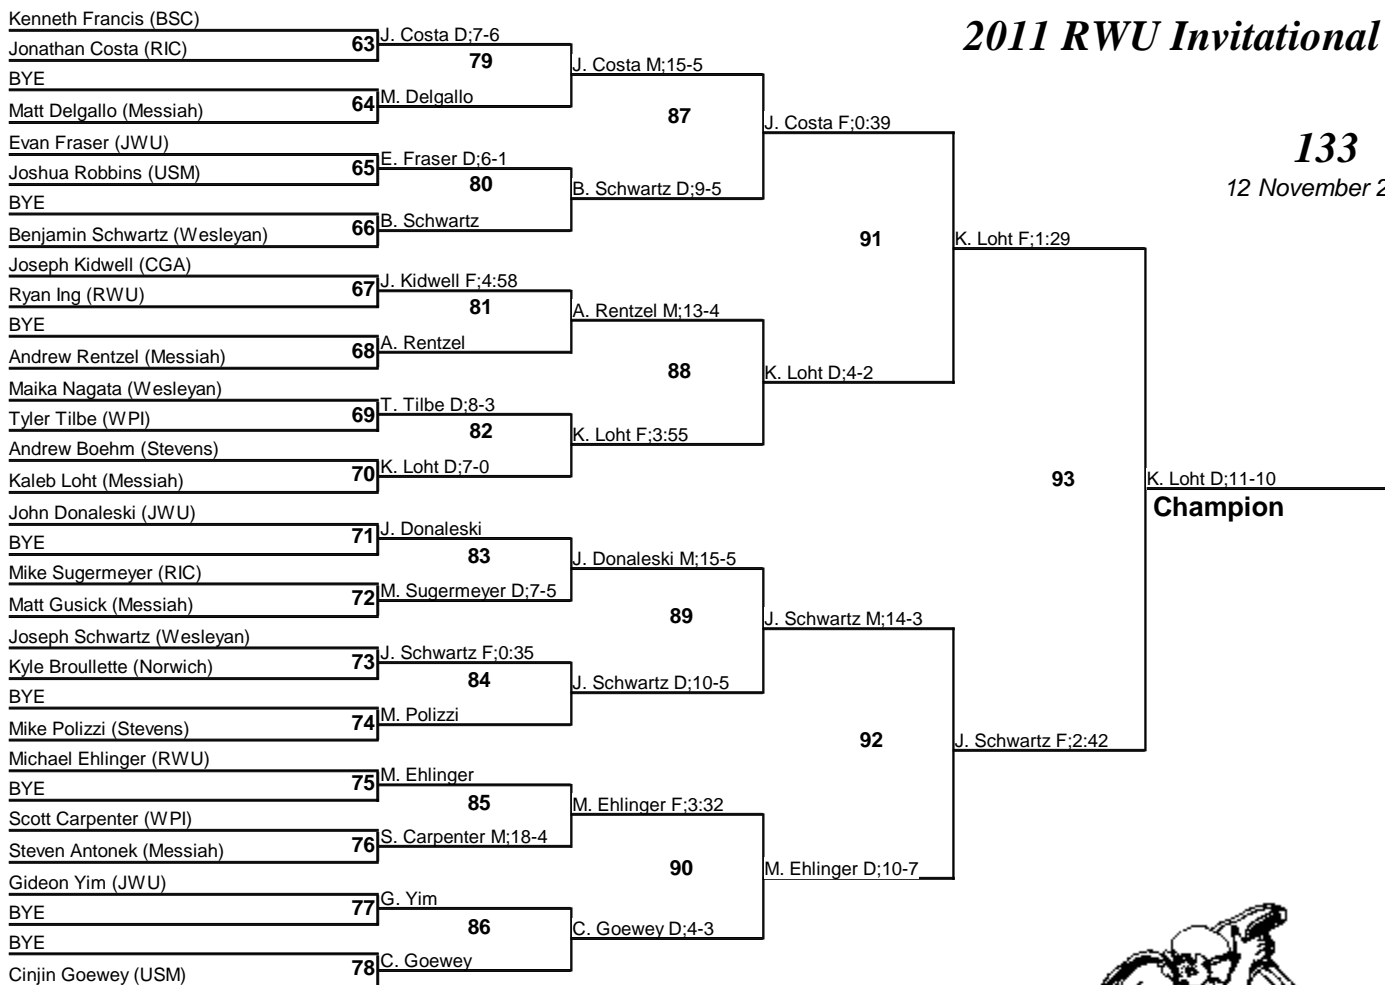 2011 RWU Invitational
133
12 November 2
Kenneth Francis (BSC)
Jonathan Costa (RIC)
BYE
Matt Delgallo (Messiah)
Evan Fraser (JWU)
Joshua Robbins (USM)
BYE
Benjamin Schwartz (Wesleyan)
Joseph Kidwell (CGA)
Ryan Ing (RWU)
BYE
Andrew Rentzel (Messiah)
Maika Nagata (Wesleyan)
Tyler Tilbe (WPI)
Andrew Boehm (Stevens)
Kaleb Loht (Messiah)
John Donaleski (JWU)
BYE
Mike Sugermeyer (RIC)
Matt Gusick (Messiah)
Joseph Schwartz (Wesleyan)
Kyle Broullette (Norwich)
BYE
Mike Polizzi (Stevens)
Michael Ehlinger (RWU)
BYE
Scott Carpenter (WPI)
Steven Antonek (Messiah)
Gideon Yim (JWU)
BYE
BYE
Cinjin Goewey (USM)
63
64
65
66
67
68
69
70
71
72
73
74
75
76
77
78
J. Costa D;7-6
79
M. Delgallo
E. Fraser D;6-1
80
B. Schwartz
J. Kidwell F;4:58
81
A. Rentzel
T. Tilbe D;8-3
82
K. Loht D;7-0
J. Donaleski
83
M. Sugermeyer D;7-5
J. Schwartz F;0:35
84
M. Polizzi
M. Ehlinger
85
S. Carpenter M;18-4
G. Yim
86
C. Goewey
J. Costa M;15-5
87
B. Schwartz D;9-5
A. Rentzel M;13-4
88
K. Loht F;3:55
J. Donaleski M;15-5
89
J. Schwartz D;10-5
M. Ehlinger F;3:32
90
C. Goewey D;4-3
J. Costa F;0:39
91
K. Loht D;4-2
J. Schwartz M;14-3
92
M. Ehlinger D;10-7
K. Loht F;1:29
93
J. Schwartz F;2:42
K. Loht D;11-10
Champion